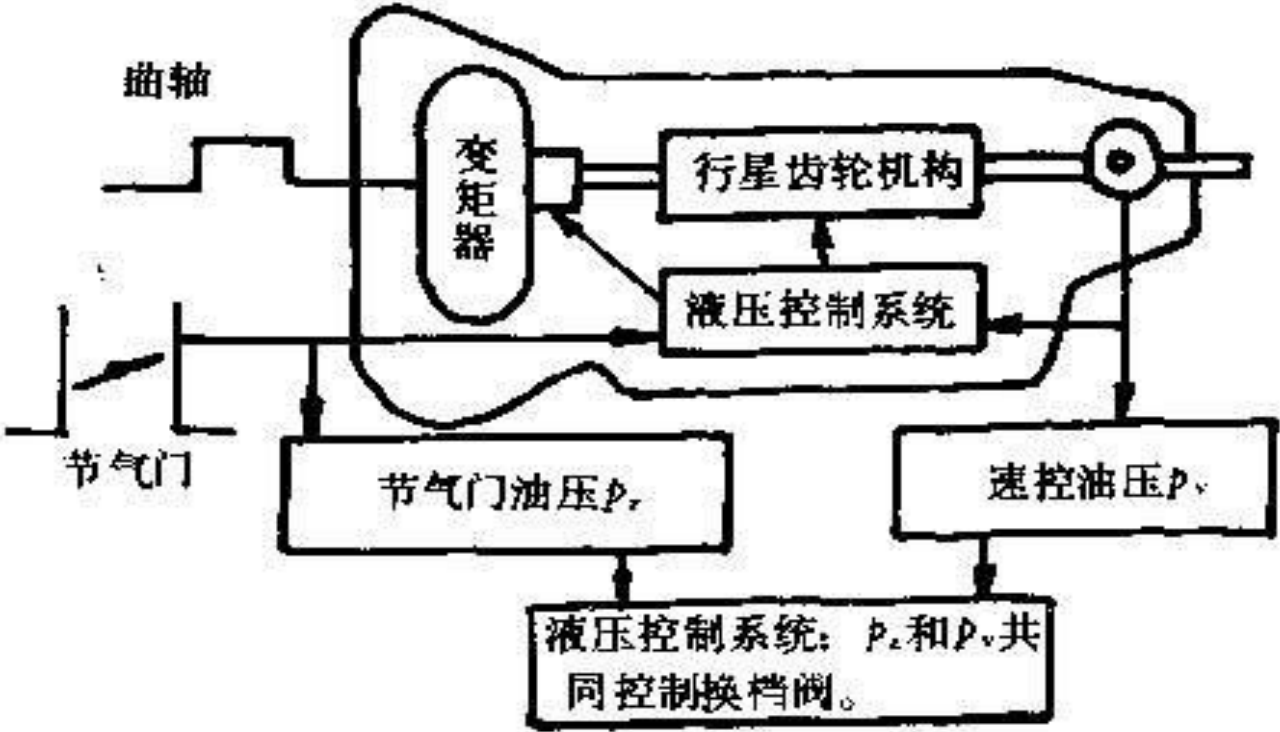 曲轴
变矩器
行星齿轮机构
液压控制系统
节气门
节气门油压pᵣ
速控油压pᵥ
液压控制系统：p𝓏和pᵥ共
同控制换档阀。